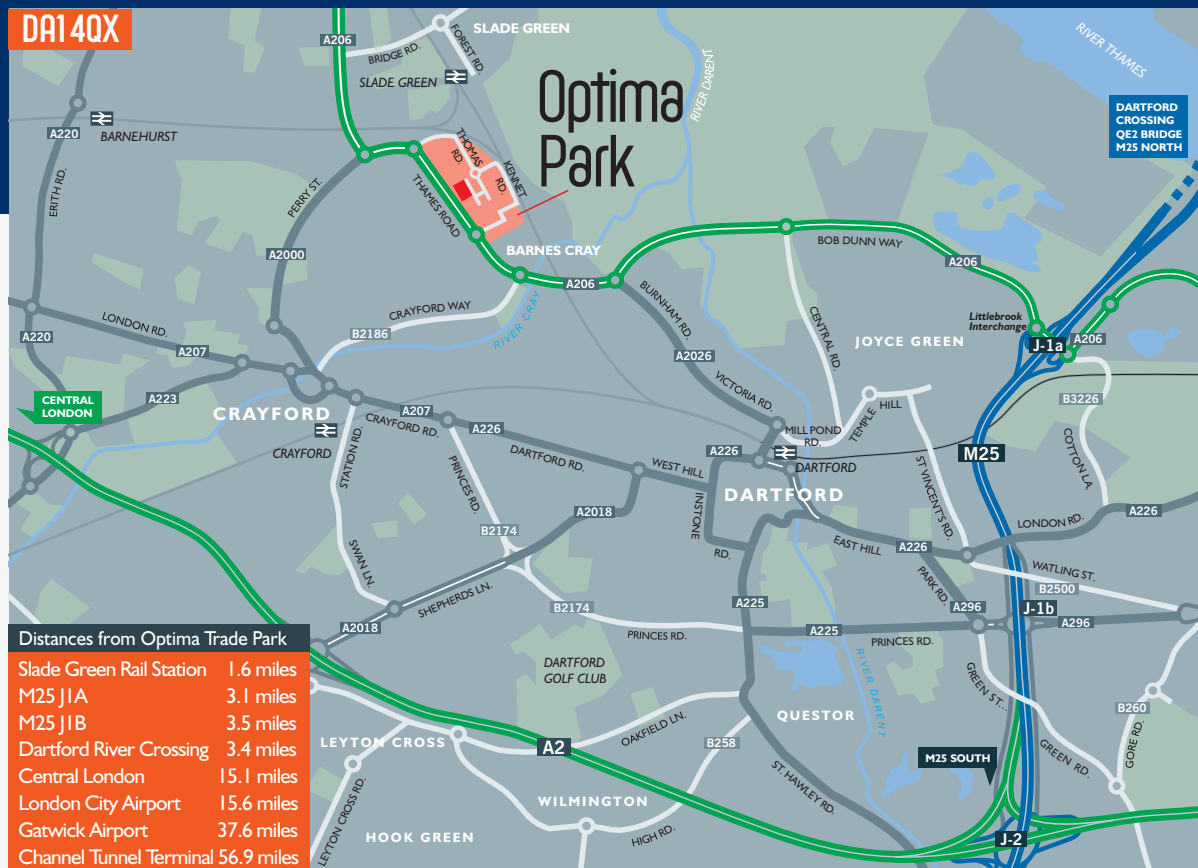 DA1 4QX
A206
SLADE GREEN
BRIDGE RD.
FOREST RD.
SLADE GREEN
Optima
Park
RIVER DARENT
RIVER THAMES
DARTFORD
CROSSING
QE2 BRIDGE
M25 NORTH
A220
BARNEHURST
ERITH RD.
PERRY ST.
THOMAS
RD.
KENNET
RD.
THAMES ROAD
BARNES CRAY
BOB DUNN WAY
A206
A2000
A206
CRAYFORD WAY
BURNHAM RD.
CENTRAL RD.
Littlebrook
Interchange
J-1a
A206
A220
LONDON RD.
A207
B2186
RIVER CRAY
JOYCE GREEN
A2026
VICTORIA RD.
B3226
CENTRAL
LONDON
A223
CRAYFORD
A207
CRAYFORD RD.
A226
TEMPLE
HILL
MILL POND
RD.
CRAYFORD
STATION RD.
PRINCES RD.
DARTFORD RD.
WEST HILL
A226
DARTFORD
M25
COTTON LA.
ST VINCENT'S RD.
DARTFORD
INSTONE
RD.
A2018
B2174
LONDON RD.
A226
EAST HILL
A226
SWAN LN.
SHEPHERDS LN.
WATLING ST.
B2500
PARK RD.
A2018
B2174
A225
A296
J-1b
A296
PRINCES RD.
A225
PRINCES RD.
Distances from Optima Trade Park
Slade Green Rail Station 1.6 miles
M25 J1A 3.1 miles
M25 J1B 3.5 miles
Dartford River Crossing 3.4 miles
Central London 15.1 miles
London City Airport 15.6 miles
Gatwick Airport 37.6 miles
Channel Tunnel Terminal 56.9 miles
DARTFORD
GOLF CLUB
RIVER DARENT
GREEN ST...
QUESTOR
B260
GORE RD.
LEYTON CROSS
A2
OAKFIELD LN.
B258
GREEN RD.
M25 SOUTH
LEYTON CROSS RD.
WILMINGTON
ST. HAWLEY RD.
HOOK GREEN
HIGH RD.
J-2